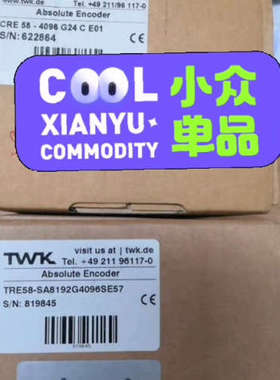 Tel. +49 211/96 117-0
Absolute Encoder
CRE 58 - 4096 G24 C E01
S/N: 622864
CE
COOL
XIANYU
COMMODITY
小众
单品
TWK
visit us at | twk.de
Tel. +49 211 96117-0
Absolute Encoder
TRE58-SA8192G4096SE57
S/N: 819845
CE
819845
TWK